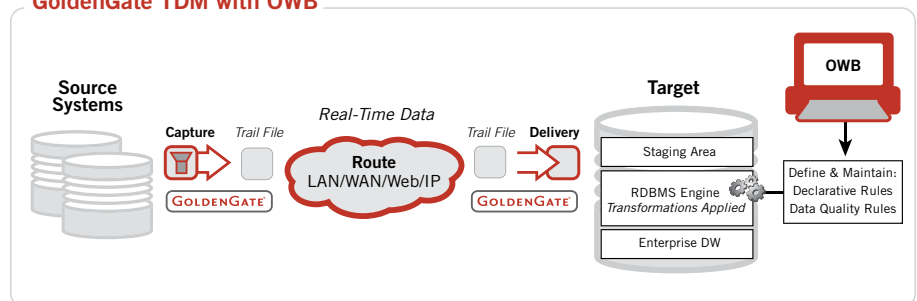 GoldenGate TDM with OWB
Source
Systems
Capture
Trail File
GOLDENGATE
Real-Time Data
Route
LAN/WAN/Web/IP
Trail File
Delivery
GOLDENGATE
Target
Staging Area
RDBMS Engine
Transformations Applied
Enterprise DW
OWB
Define & Maintain:
Declarative Rules
Data Quality Rules